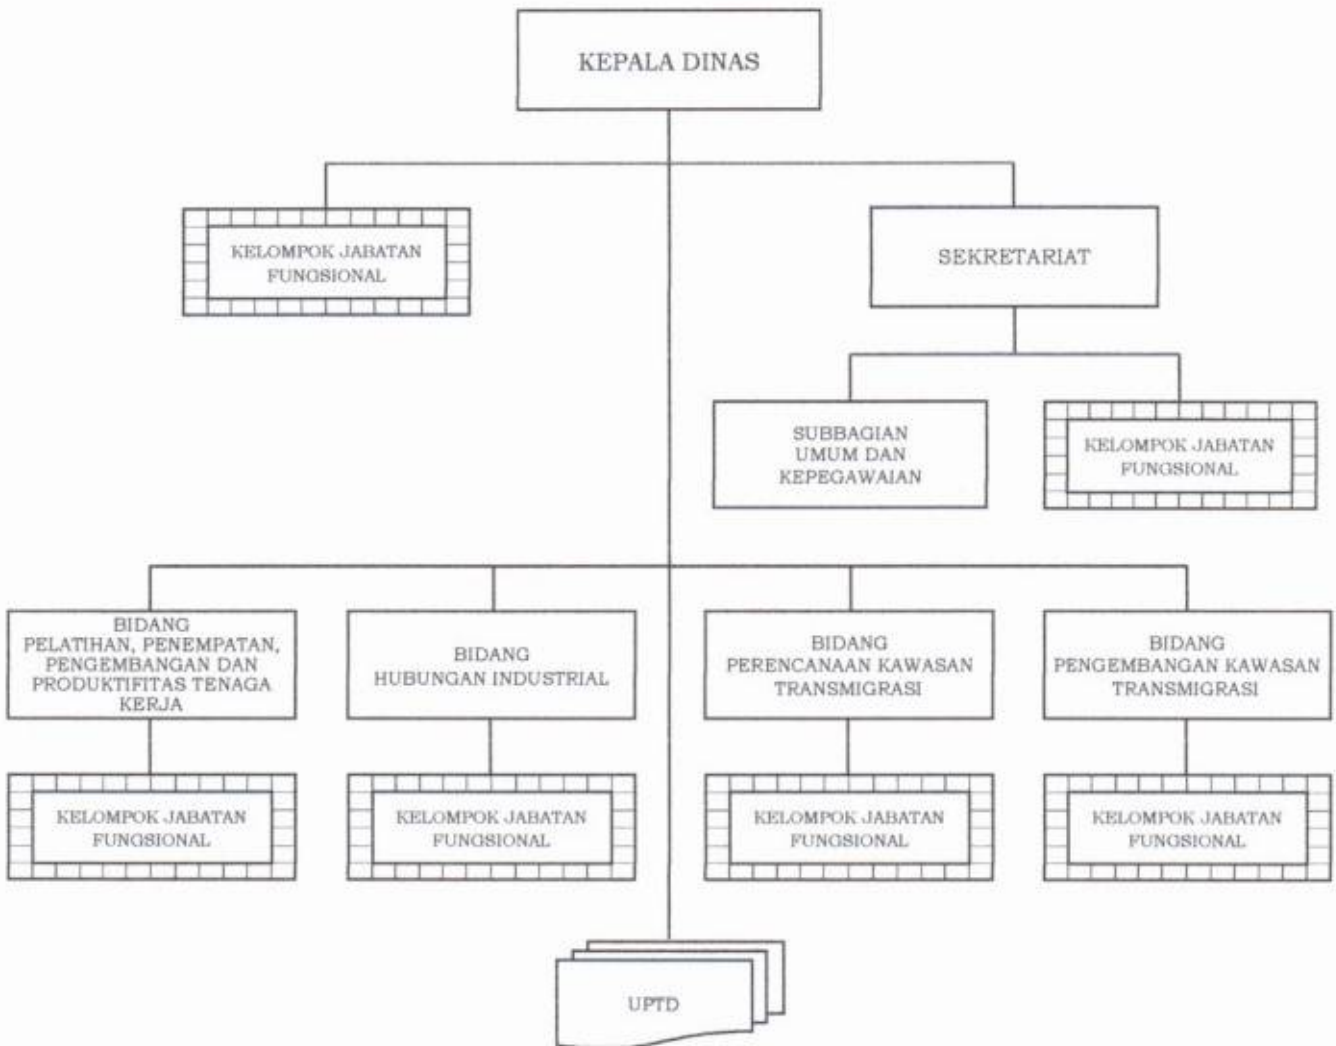 KEPALA DINAS
KELOMPOK JABATAN
FUNGSIONAL
SEKRETARIAT
SUBBAGIAN
UMUM DAN
KEPEGAWAIAN
KELOMPOK JABATAN
FUNGSIONAL
BIDANG
PELATIHAN, PENEMPATAN,
PENGEMBANGAN DAN
PRODUKTIFITAS TENAGA
KERJA
BIDANG
HUBUNGAN INDUSTRIAL
BIDANG
PERENCANAAN KAWASAN
TRANSMIGRASI
BIDANG
PENGEMBANGAN KAWASAN
TRANSMIGRASI
KELOMPOK JABATAN
FUNGSIONAL
KELOMPOK JABATAN
FUNGSIONAL
KELOMPOK JABATAN
FUNGSIONAL
KELOMPOK JABATAN
FUNGSIONAL
UPTD